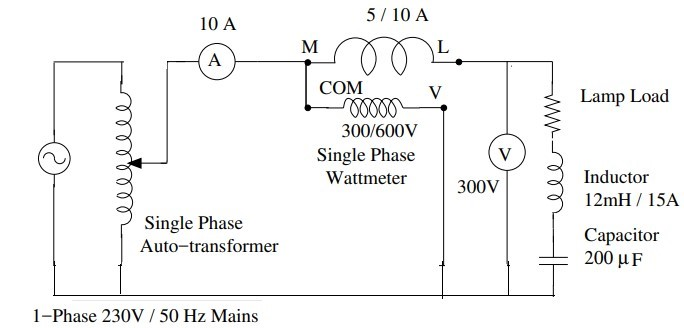 10 A
5 / 10 A
A
M
L
COM
V
300/600V
Single Phase
Wattmeter
V
300V
Lamp Load
Inductor
12mH / 15A
Capacitor
200 µF
Single Phase
Auto−transformer
1−Phase 230V / 50 Hz Mains